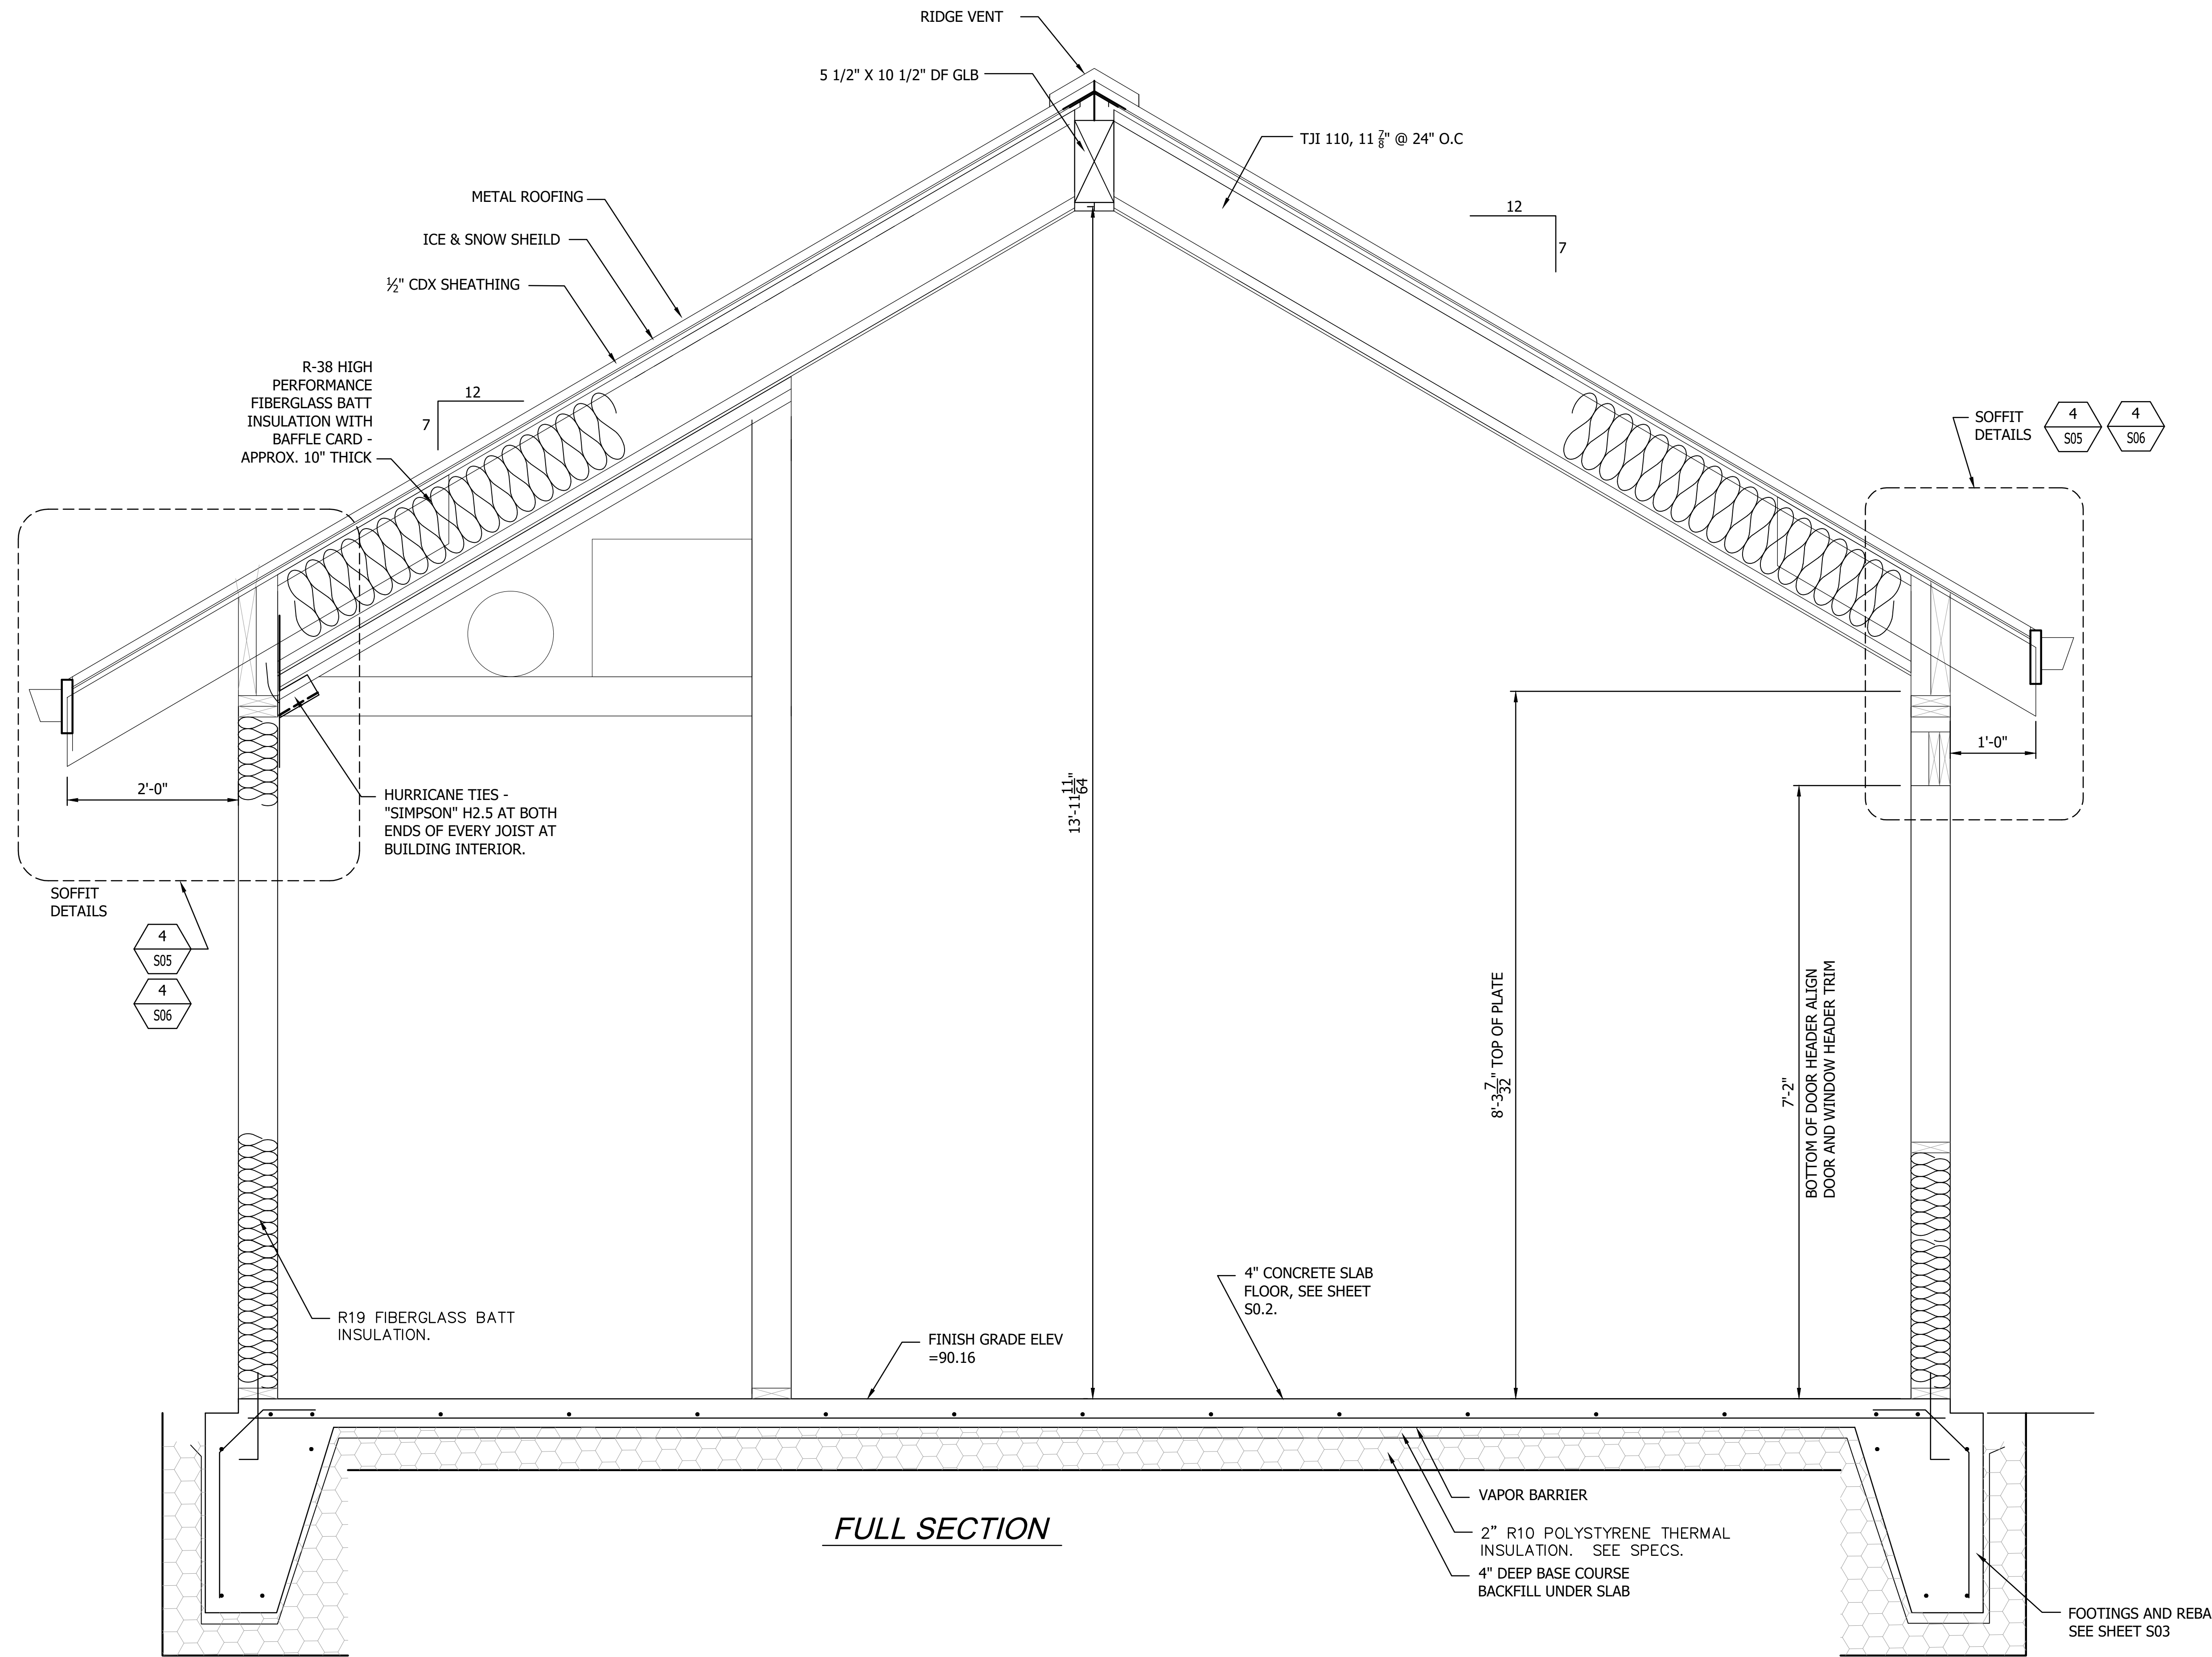 RIDGE VENT
5 1/2" X 10 1/2" DF GLB
TJI 110, 11 7/8" @ 24" O.C
METAL ROOFING
12
7
ICE & SNOW SHEILD
½" CDX SHEATHING
R-38 HIGH
PERFORMANCE
FIBERGLASS BATT
INSULATION WITH
BAFFLE CARD -
APPROX. 10" THICK
12
7
SOFFIT
DETAILS
4
S05
4
S06
1'-0"
2'-0"
HURRICANE TIES -
"SIMPSON" H2.5 AT BOTH
ENDS OF EVERY JOIST AT
BUILDING INTERIOR.
13'-11 11/64"
SOFFIT
DETAILS
4
S05
4
S06
8'-3 7/32" TOP OF PLATE
7'-2"
BOTTOM OF DOOR HEADER ALIGN
DOOR AND WINDOW HEADER TRIM
4" CONCRETE SLAB
FLOOR, SEE SHEET
S0.2.
R19 FIBERGLASS BATT
INSULATION.
FINISH GRADE ELEV
=90.16
VAPOR BARRIER
FULL SECTION
2" R10 POLYSTYRENE THERMAL
INSULATION. SEE SPECS.
4" DEEP BASE COURSE
BACKFILL UNDER SLAB
FOOTINGS AND REBA
SEE SHEET S03